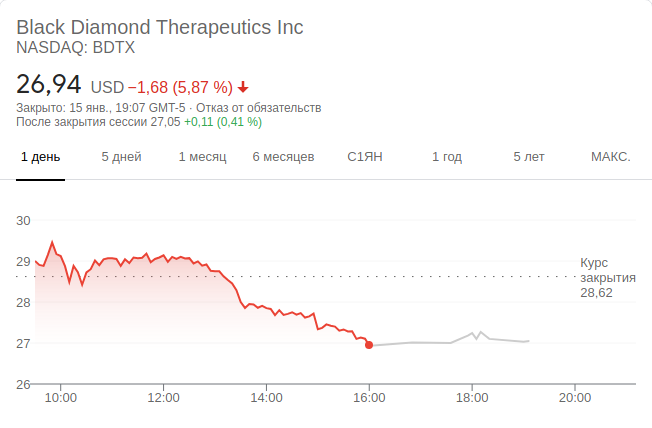 Black Diamond Therapeutics Inc
NASDAQ: BDTX
26,94 USD −1,68 (5,87 %)
Закрыто: 15 янв., 19:07 GMT-5 · Отказ от обязательств
После закрытия сессии 27,05 +0,11 (0,41 %)
1 день 5 дней 1 месяц 6 месяцев С1ЯН 1 год 5 лет МАКС.
30
29
Курс
закрытия
28,62
28
27
26
10:00 12:00 14:00 16:00 18:00 20:00